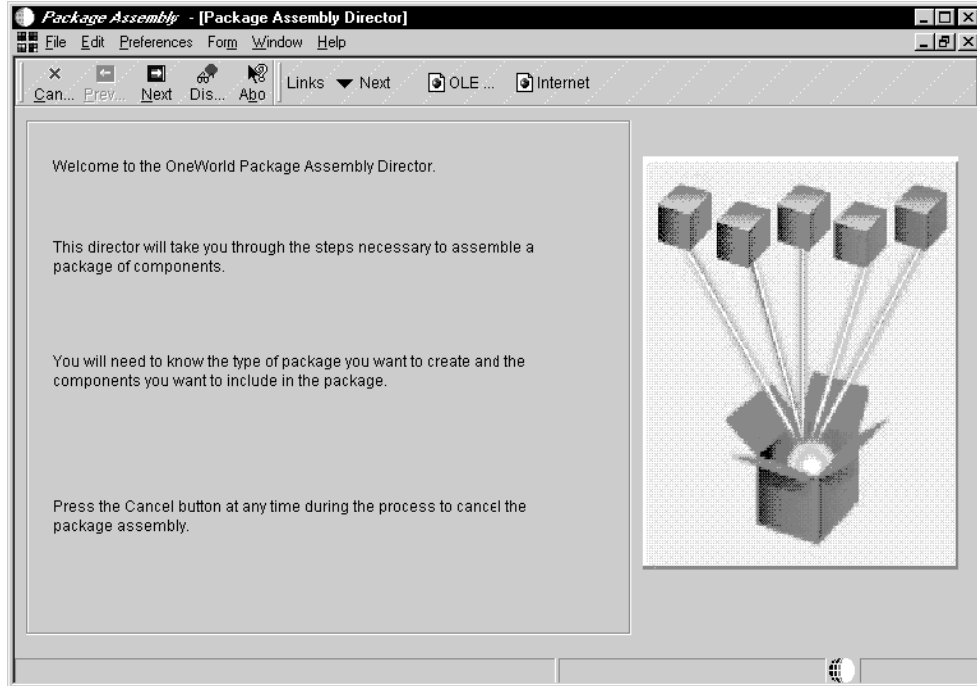 Package Assembly - [Package Assembly Director]
File Edit Preferences Form Window Help
Can... Prev... Next Dis... Abo Links Next OLE ... Internet
Welcome to the OneWorld Package Assembly Director.
This director will take you through the steps necessary to assemble a
package of components.
You will need to know the type of package you want to create and the
components you want to include in the package.
Press the Cancel button at any time during the process to cancel the
package assembly.